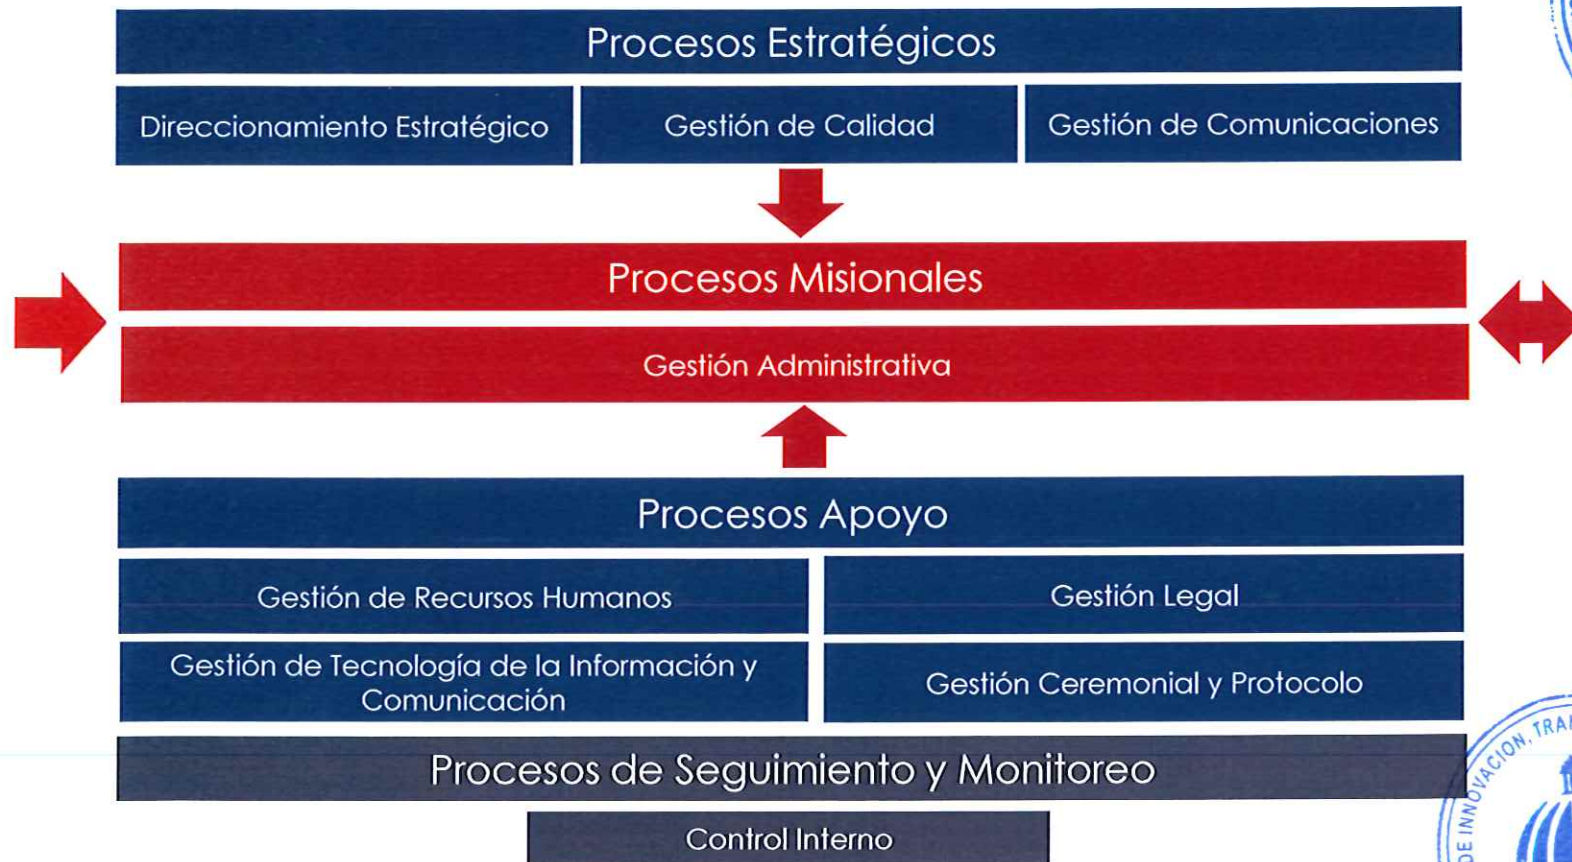 Procesos Estratégicos
Direccionamiento Estratégico
Gestión de Calidad
Gestión de Comunicaciones
Procesos Misionales
Gestión Administrativa
Procesos Apoyo
Gestión de Recursos Humanos
Gestión Legal
Gestión de Tecnología de la Información y
Comunicación
Gestión Ceremonial y Protocolo
Procesos de Seguimiento y Monitoreo
Control Interno
DE INNOVACION,